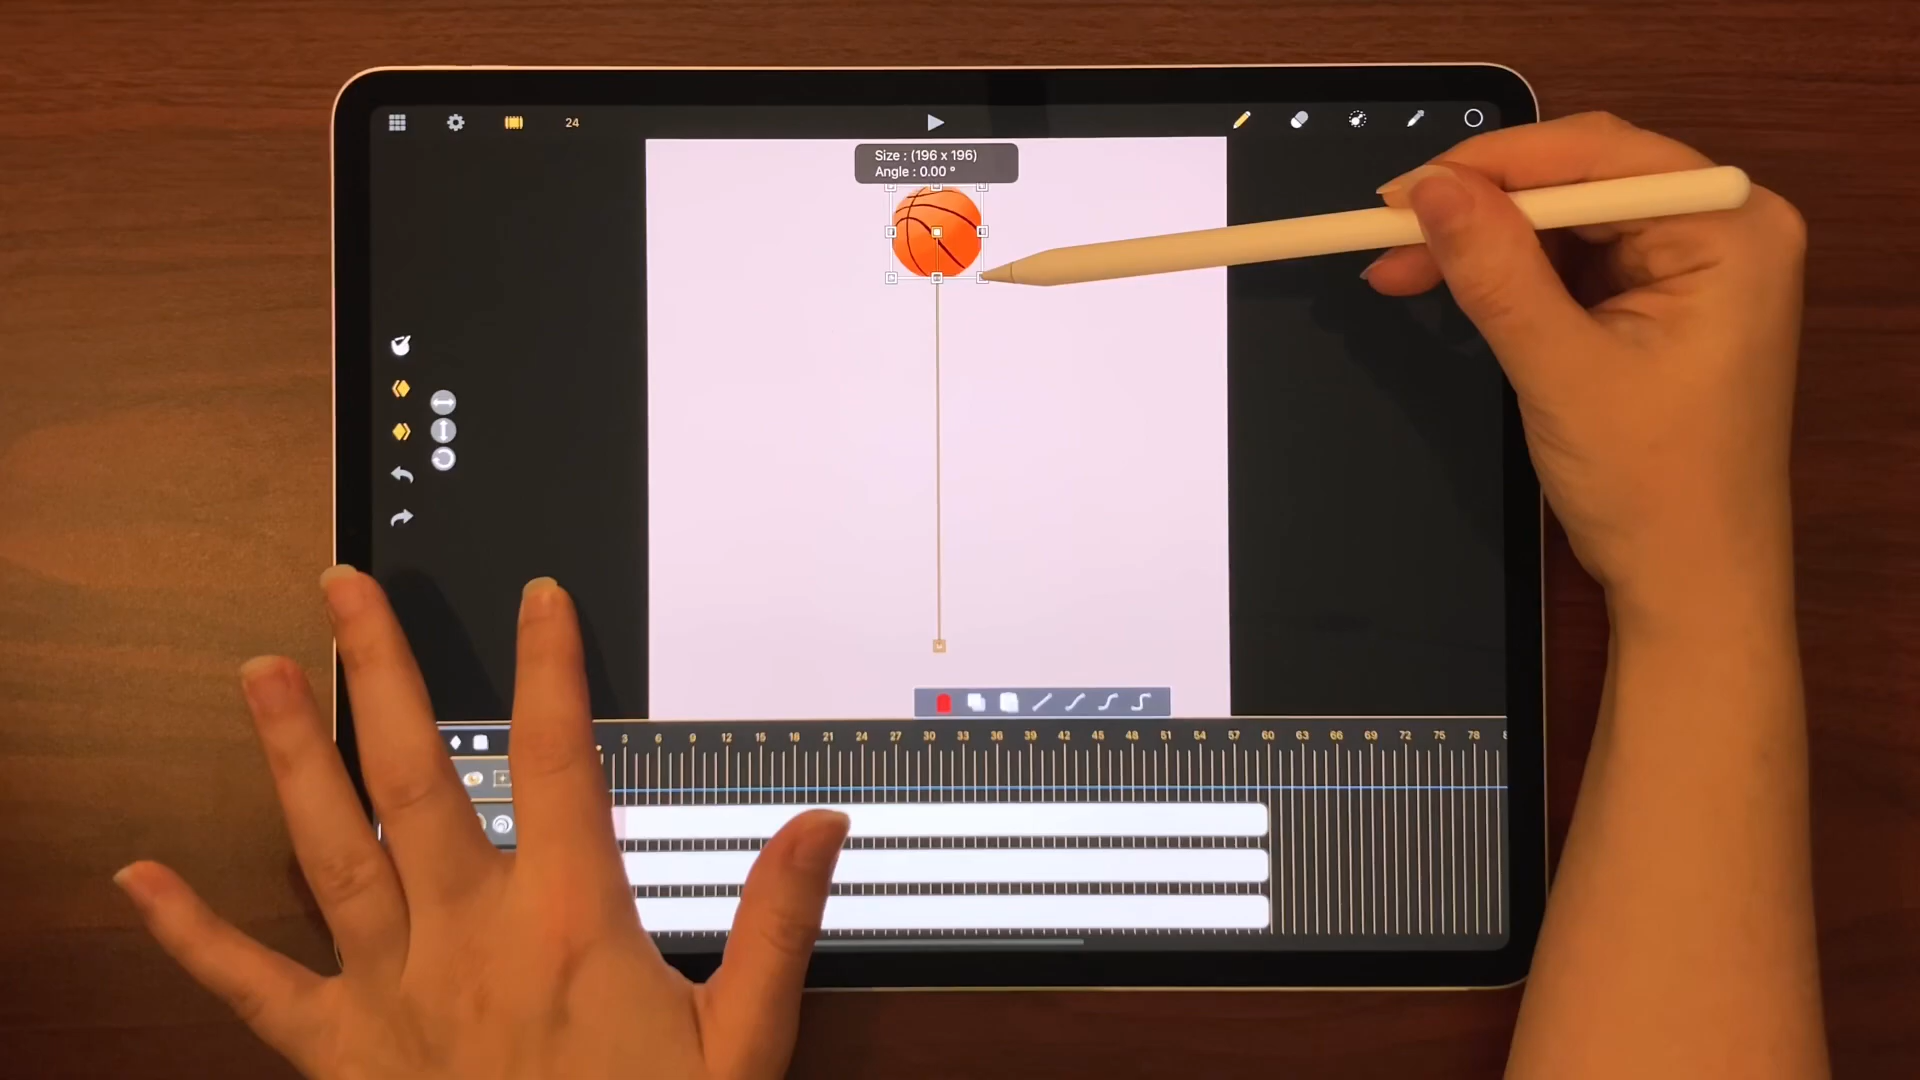 24
Size : (196 x 196)
Angle : 0.00 °
3 6 9 12 15 18 21 24 27 30 33 36 39 42 45 48 51 54 57 60 63 66 69 72 75 78